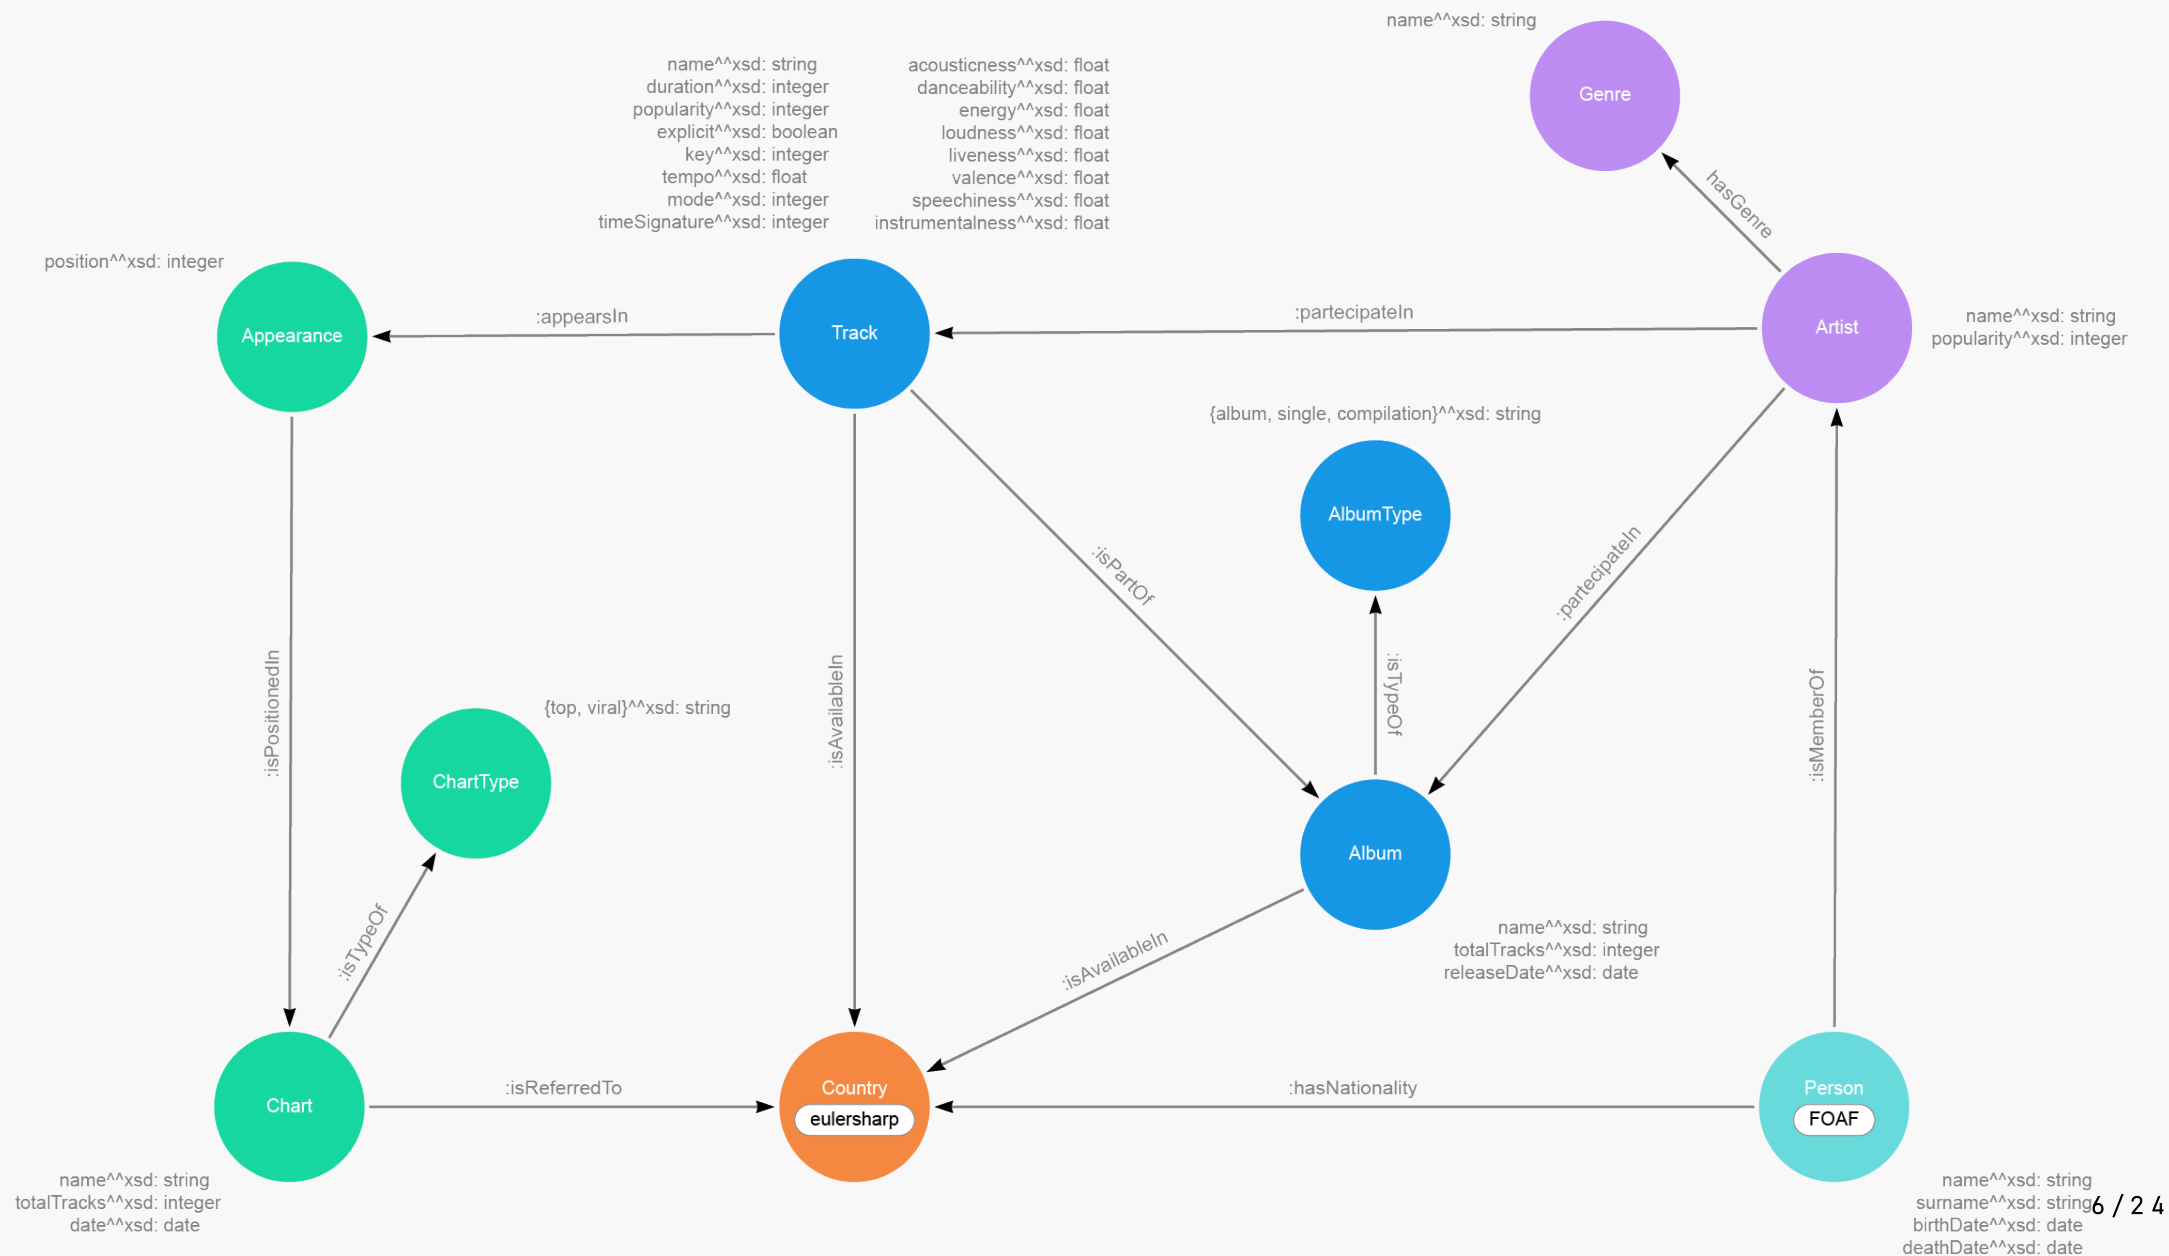 name^^xsd: string
Genre
hasGenre
name^^xsd: string
duration^^xsd: integer
popularity^^xsd: integer
explicit^^xsd: boolean
key^^xsd: integer
tempo^^xsd: float
mode^^xsd: integer
timeSignature^^xsd: integer
acousticness^^xsd: float
danceability^^xsd: float
energy^^xsd: float
loudness^^xsd: float
liveness^^xsd: float
valence^^xsd: float
speechiness^^xsd: float
instrumentalness^^xsd: float
position^^xsd: integer
Appearance
:appearsIn
Track
:partecipateIn
Artist
name^^xsd: string
popularity^^xsd: integer
{album, single, compilation}^^xsd: string
AlbumType
:isPartOf
:partecipateIn
:isTypeOf
:isPositionedIn
:isAvailableIn
:isMemberOf
{top, viral}^^xsd: string
ChartType
:isTypeOf
Album
name^^xsd: string
totalTracks^^xsd: integer
releaseDate^^xsd: date
:isAvailableIn
Chart
:isReferredTo
Country
eulersharp
:hasNationality
Person
FOAF
name^^xsd: string
totalTracks^^xsd: integer
date^^xsd: date
name^^xsd: string
surname^^xsd: string
birthDate^^xsd: date
deathDate^^xsd: date
6 / 2 4